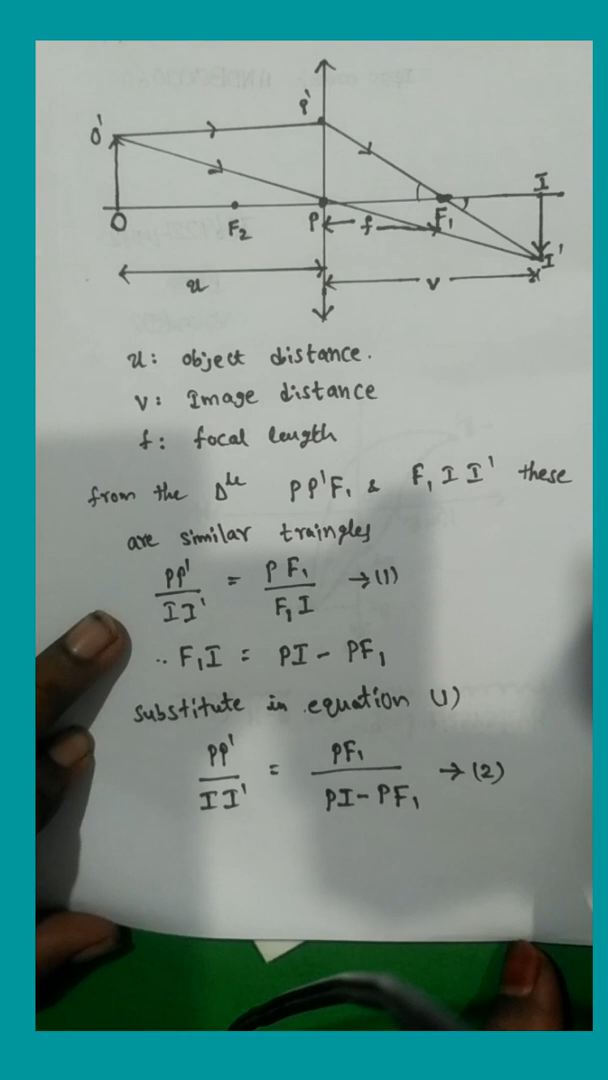 P'
O'
I
O
F₂
P
f
F₁
I'
u
v
u: object distance.
v: Image distance
f: focal length
from the Δle PP'F₁ & F₁II' these
are similar traingles
PP'/II' = PF₁/F₁I →(1)
∴ F₁I = PI - PF₁
substitute in equation (1)
PP'/II' = PF₁/PI-PF₁ →(2)